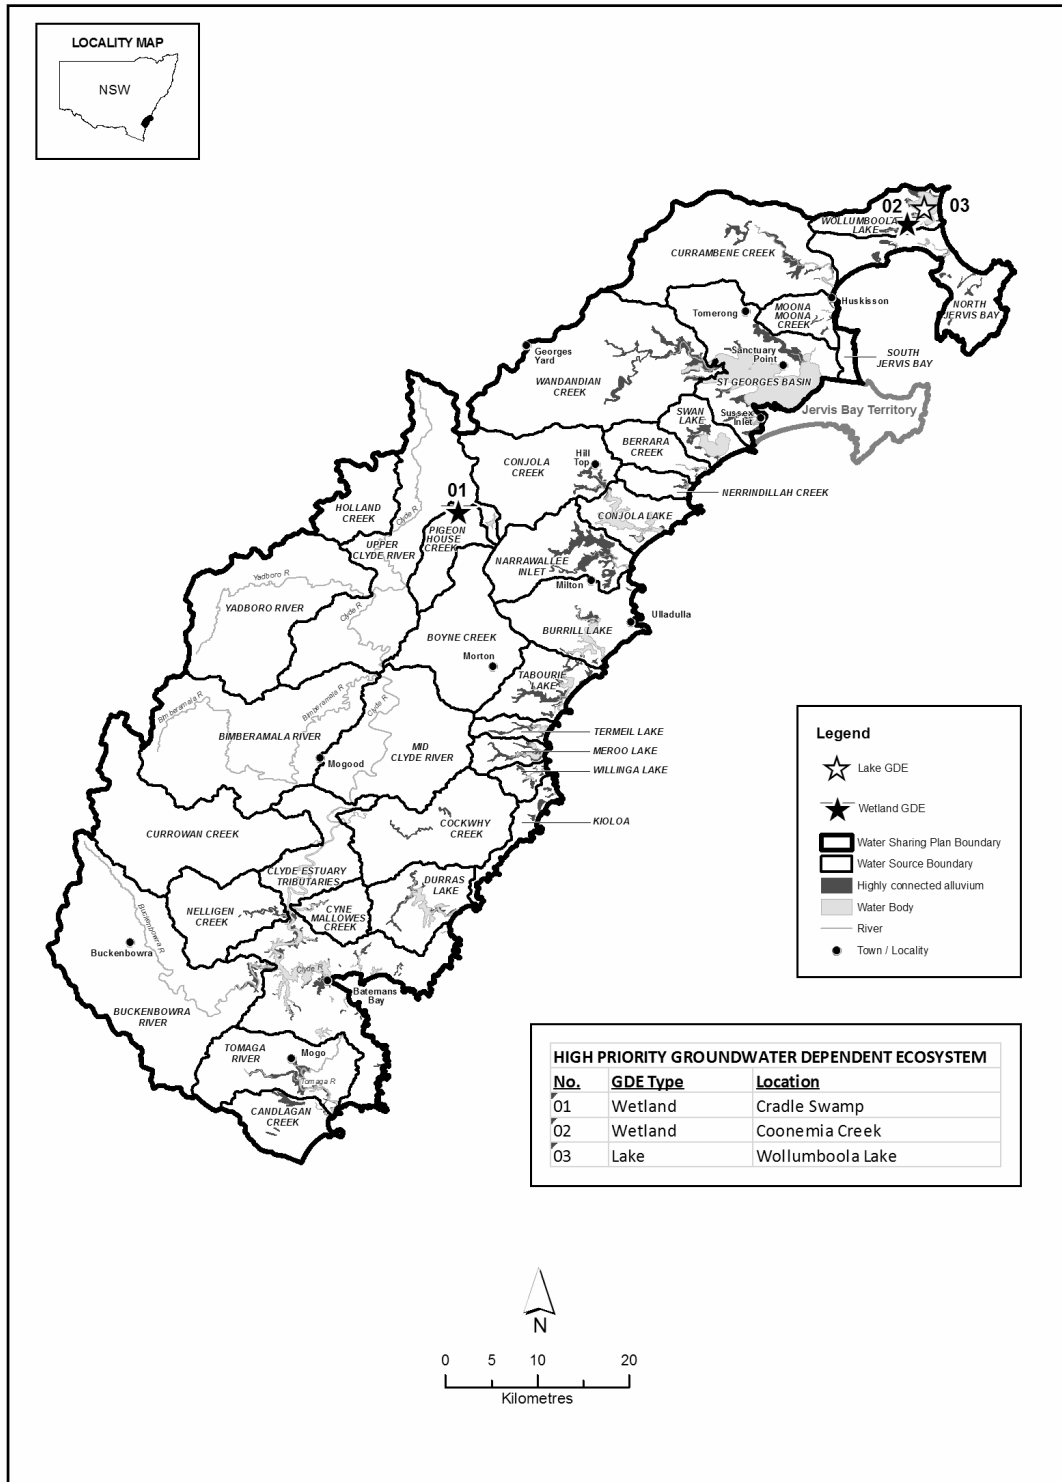 LOCALITY MAP
NSW
02
03
WOLLUMBOOLA
LAKE
CURRAMBENE CREEK
Huskisson
NORTH
JERVIS BAY
MOONA
MOONA
CREEK
Tomerong
SOUTH
JERVIS BAY
Georges
Yard
Sanctuary
Point
WANDANDIAN
CREEK
ST GEORGES BASIN
Jervis Bay Territory
SWAN
LAKE
Sussex
Inlet
BERRARA
CREEK
Hill
Top
CONJOLA
CREEK
NERRINDILLAH CREEK
01
HOLLAND
CREEK
Clyde R
CONJOLA LAKE
PIGEON
HOUSE
CREEK
UPPER
CLYDE RIVER
NARRAWALLEE
INLET
Milton
Yadboro R
YADBORO RIVER
Clyde R
Ulladulla
BURRILL LAKE
BOYNE CREEK
Morton
TABOURIE
LAKE
Bimberamala R
Bimberamala R
Clyde R
BIMBERAMALA RIVER
MID
CLYDE RIVER
TERMEIL LAKE
MEROO LAKE
WILLINGA LAKE
Mogood
KIOLOA
COCKWHY
CREEK
CURROWAN CREEK
CLYDE ESTUARY
TRIBUTARIES
DURRAS
LAKE
NELLIGEN
CREEK
CYNE
MALLOWES
CREEK
Buckenbowra R
Buckenbowra
Clyde R
Batemans
Bay
BUCKENBOWRA
RIVER
TOMAGA
RIVER
Mogo
Tomaga R
CANDLAGAN
CREEK
Legend
Lake GDE
Wetland GDE
Water Sharing Plan Boundary
Water Source Boundary
Highly connected alluvium
Water Body
River
Town / Locality
HIGH PRIORITY GROUNDWATER DEPENDENT ECOSYSTEM
No. GDE Type Location
01 Wetland Cradle Swamp
02 Wetland Coonemia Creek
03 Lake Wollumboola Lake
N
0 5 10 20
Kilometres